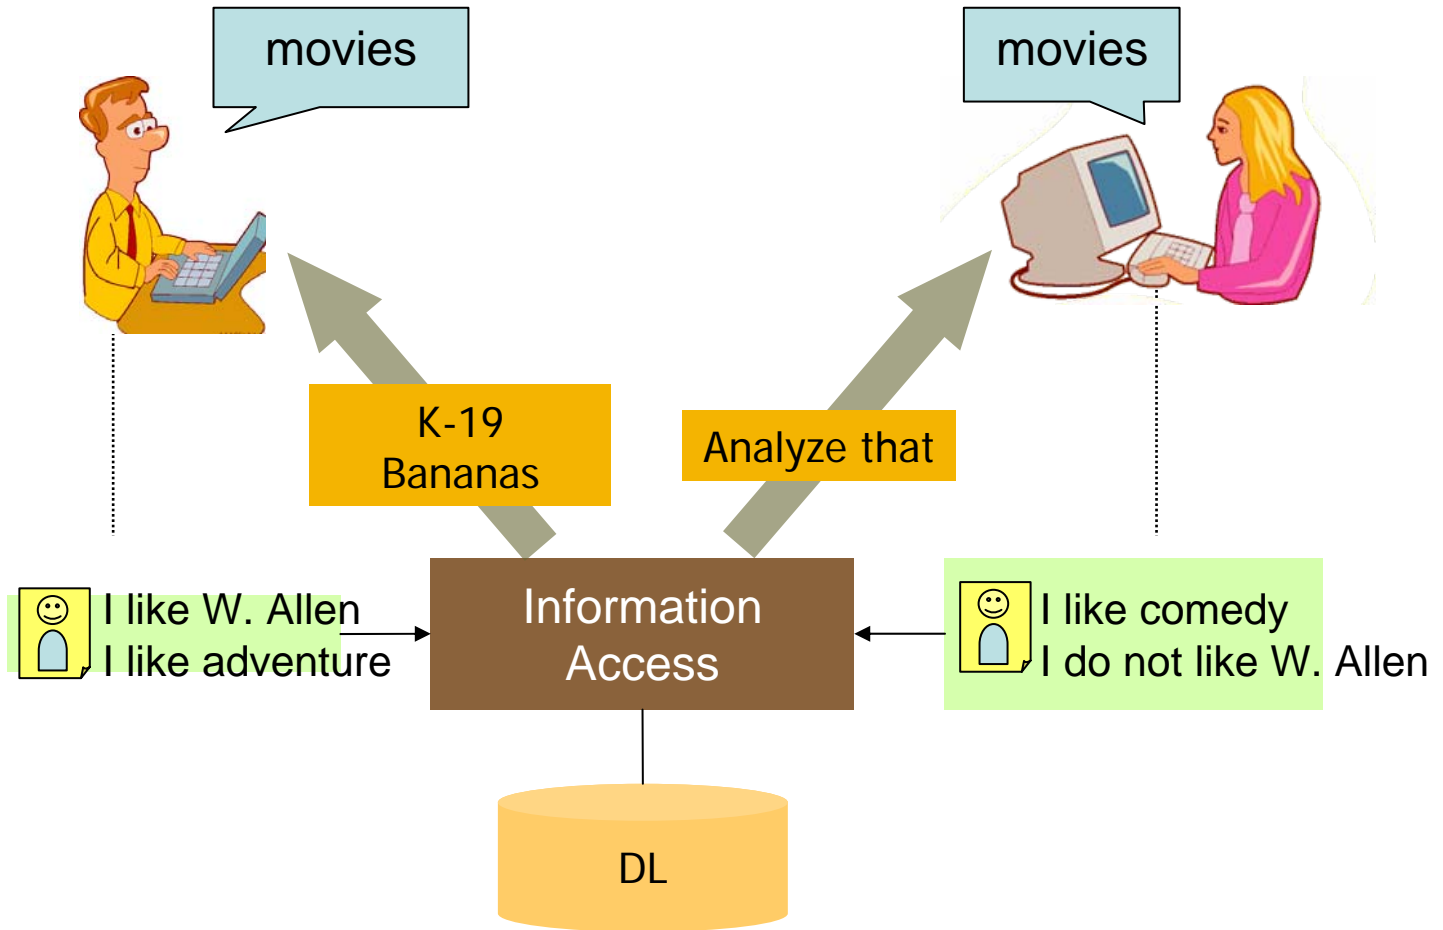 movies
movies
K-19
Bananas
Analyze that
I like W. Allen
I like adventure
Information
Access
I like comedy
I do not like W. Allen
DL